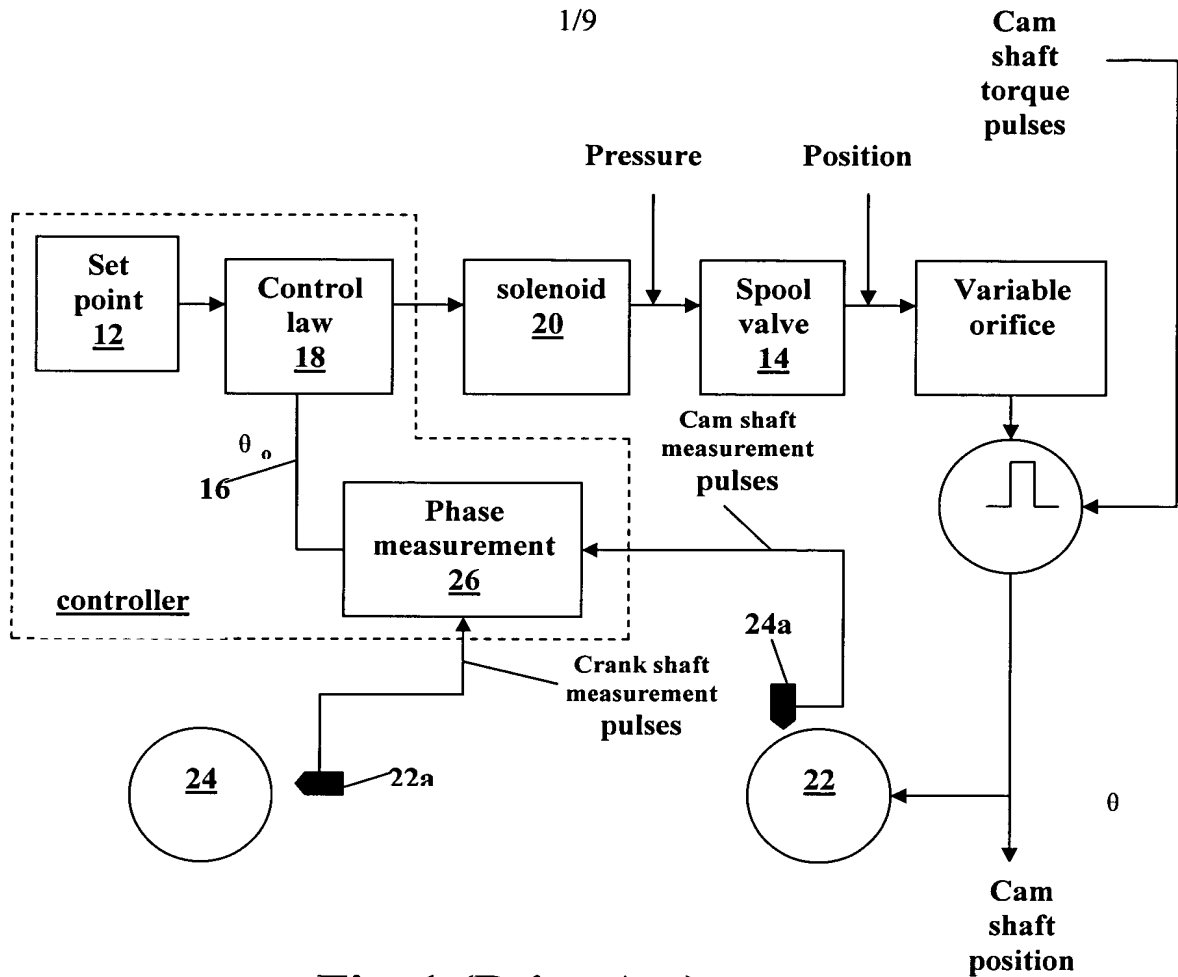 1/9
Cam
shaft
torque
pulses
Pressure
Position
Set
point
12
Control
law
18
solenoid
20
Spool
valve
14
Variable
orifice
Cam shaft
measurement
pulses
θ o
16
Phase
measurement
26
controller
24a
Crank shaft
measurement
pulses
24
22a
22
θ
Cam
shaft
position